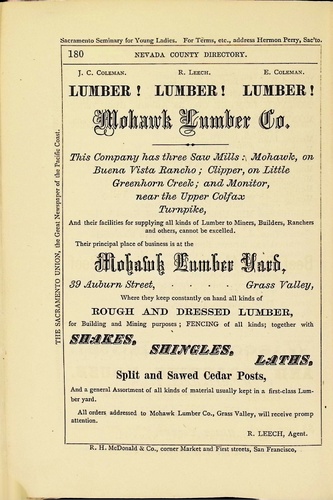 Sacramento Seminary for Young Ladies. For Terms, etc., address Hermon Perry, Sac'to.
180 NEVADA COUNTY DIRECTORY.
J. C. COLEMAN. R. LEECH. E. COLEMAN.
LUMBER! LUMBER! LUMBER!
Mohawk Lumber Co.
This Company has three Saw Mills: Mohawk, on
Buena Vista Rancho; Clipper, on Little
Greenhorn Creek; and Monitor,
near the Upper Colfax
Turnpike,
And their facilities for supplying all kinds of Lumber to Miners, Builders, Ranchers
and others, cannot be excelled.
Their principal place of business is at the
Mohawk Lumber Yard,
39 Auburn Street, · · · · Grass Valley,
Where they keep constantly on hand all kinds of
ROUGH AND DRESSED LUMBER,
for Building and Mining purposes; FENCING of all kinds; together with
SHAKES,
SHINGLES,
LATHS,
Split and Sawed Cedar Posts,
And a general Assortment of all kinds of material usually kept in a first-class Lum-
ber yard.
All orders addressed to Mohawk Lumber Co., Grass Valley, will receive promp
attention.
R. LEECH, Agent.
R. H. McDonald & Co., corner Market and First streets, San Francisco,
THE SACRAMENTO UNION, the Great Newspaper of the Pacific Coast.